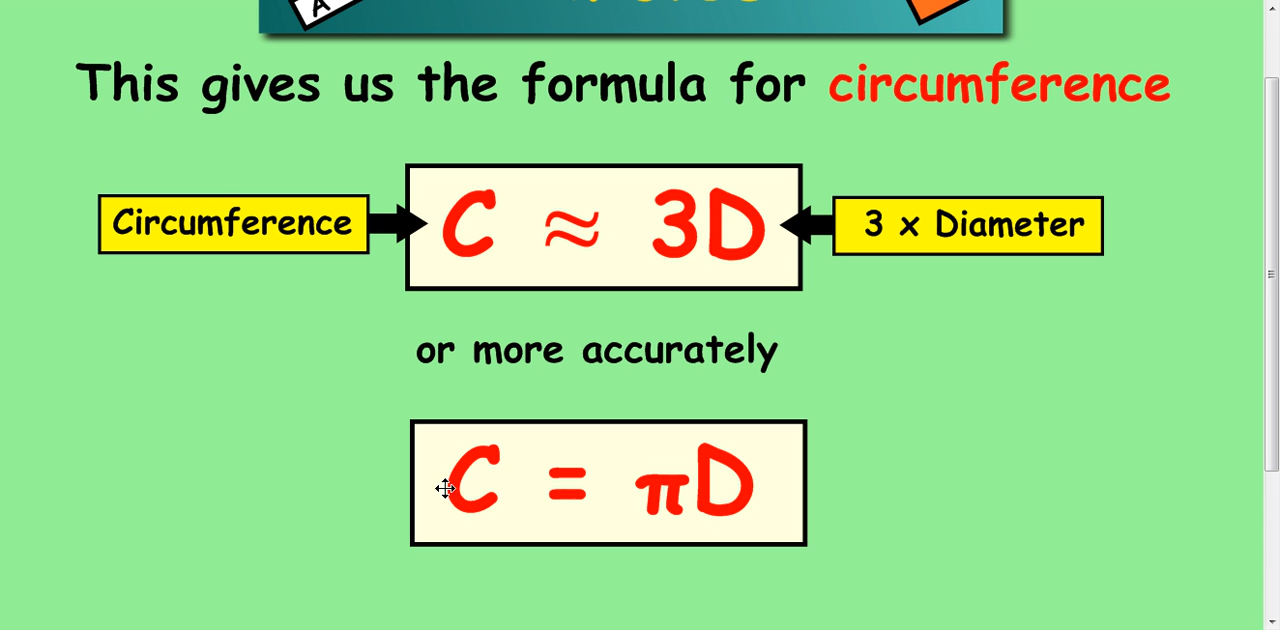 A
This gives us the formula for circumference
Circumference
C ≈ 3D
3 x Diameter
or more accurately
C = πD